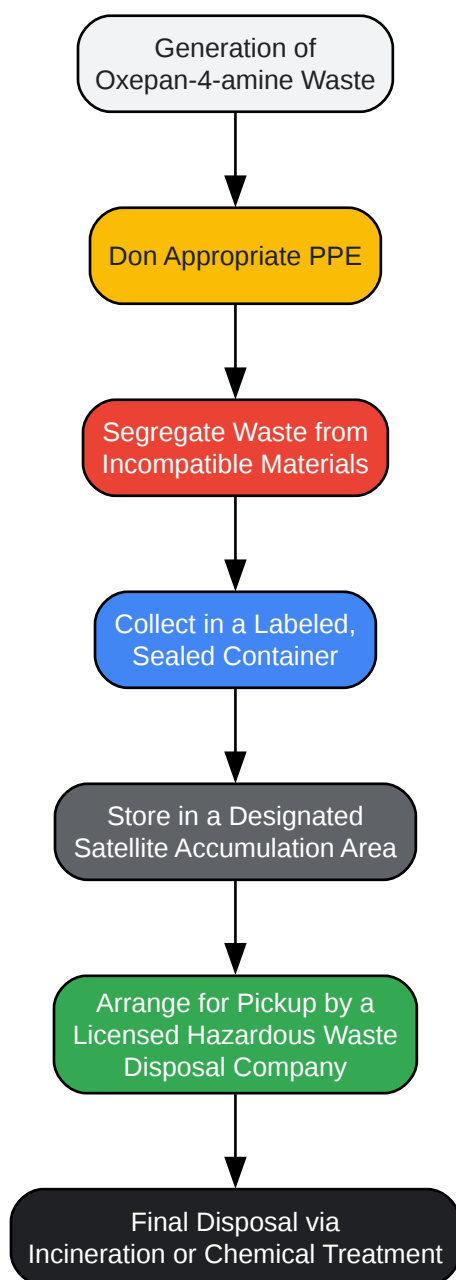 Generation of
Oxepan-4-amine Waste
Don Appropriate PPE
Segregate Waste from
Incompatible Materials
Collect in a Labeled,
Sealed Container
Store in a Designated
Satellite Accumulation Area
Arrange for Pickup by a
Licensed Hazardous Waste
Disposal Company
Final Disposal via
Incineration or Chemical Treatment